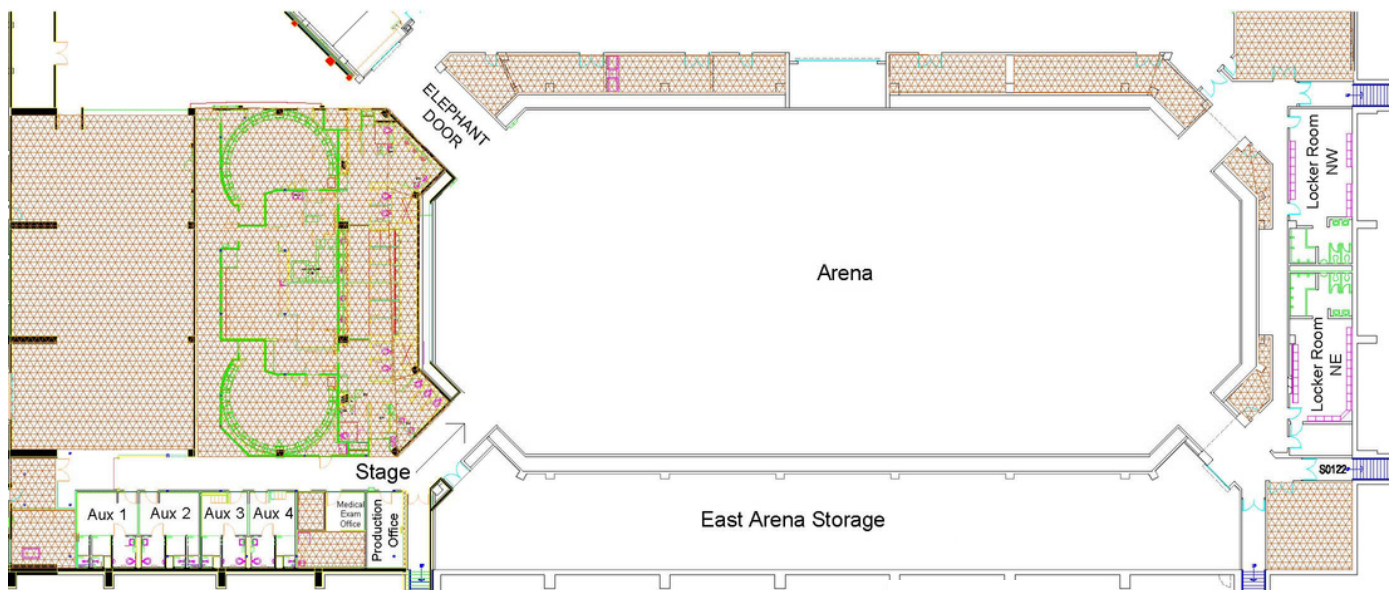 ELEPHANT
DOOR
Locker Room
NW
Arena
Locker Room
NE
Stage
S0122
Aux 1
Aux 2
Aux 3
Aux 4
Medical
Exam
Office
Production
Office
East Arena Storage